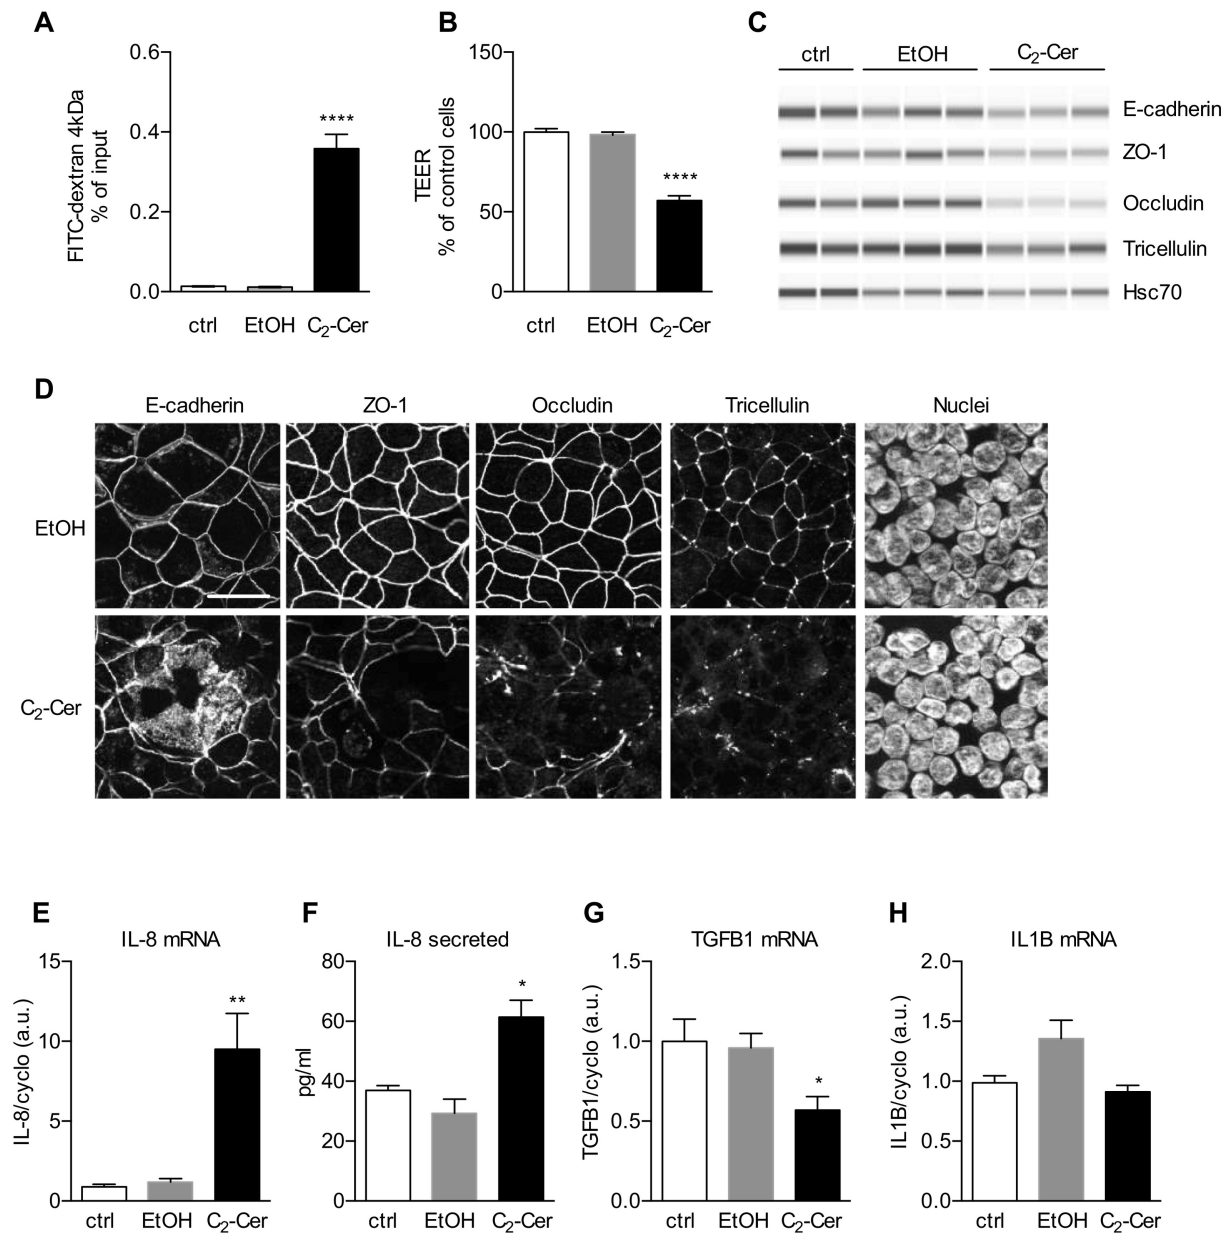 A
FITC-dextran 4kDa
% of input
0.6
0.4
0.2
0.0
****
ctrl EtOH C2-Cer
B
TEER
% of control cells
150
100
50
0
****
ctrl EtOH C2-Cer
C
ctrl EtOH C2-Cer
E-cadherin
ZO-1
Occludin
Tricellulin
Hsc70
D
E-cadherin ZO-1 Occludin Tricellulin Nuclei
EtOH
C2-Cer
E
IL-8 mRNA
IL-8/cyclo (a.u.)
15
10
5
0
**
ctrl EtOH C2-Cer
F
IL-8 secreted
pg/ml
80
60
40
20
0
*
ctrl EtOH C2-Cer
G
TGFB1 mRNA
TGFB1/cyclo (a.u.)
1.5
1.0
0.5
0.0
*
ctrl EtOH C2-Cer
H
IL1B mRNA
IL1B/cyclo (a.u.)
2.0
1.5
1.0
0.5
0.0
ctrl EtOH C2-Cer